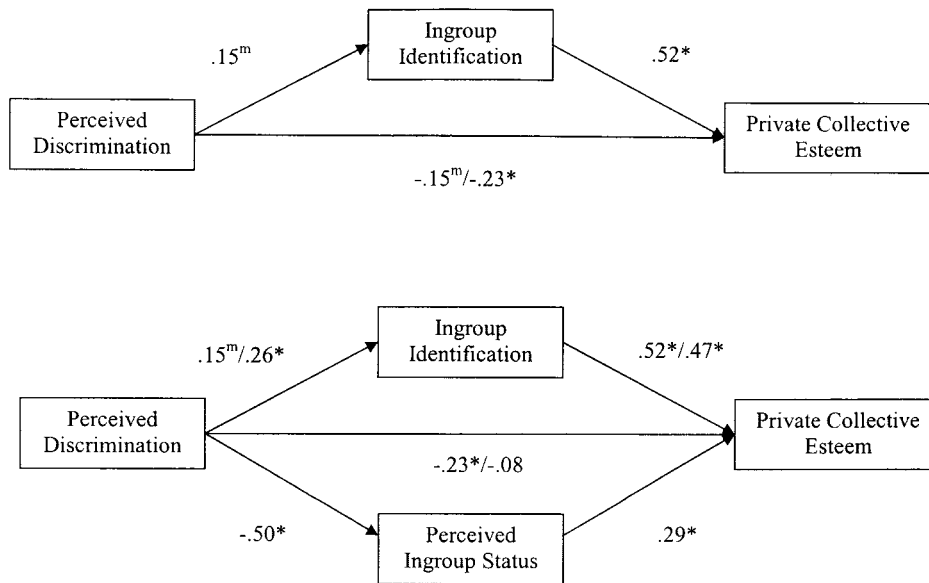 Ingroup
Identification
.15ᵐ
.52*
Perceived
Discrimination
Private Collective
Esteem
-.15ᵐ/-.23*
Ingroup
Identification
.15ᵐ/.26*
.52*/.47*
Perceived
Discrimination
Private Collective
Esteem
-.23*/-.08
-.50*
Perceived
Ingroup Status
.29*